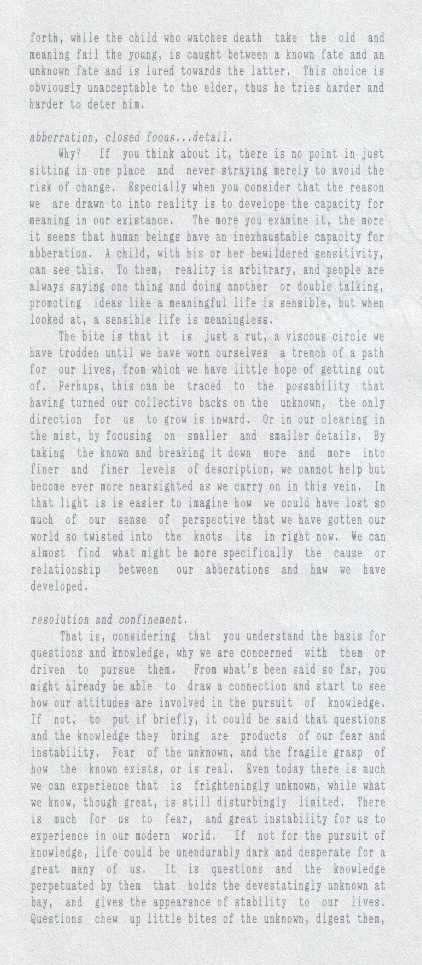 forth, while the child who watches death take the old and
meaning fail the young, is caught between a known fate and an
unknown fate and is lured towards the latter. This choice is
obviously unacceptable to the elder, thus he tries harder and
harder to deter him.
abberration, closed focus...detail.
Why? If you think about it, there is no point in just
sitting in one place and never straying merely to avoid the
risk of change. Especially when you consider that the reason
we are drawn to into reality is to develope the capacity for
meaning in our existance. The more you examine it, the more
it seems that human beings have an inexhaustable capacity for
abberation. A child, with his or her bewildered sensitivity,
can see this. To them, reality is arbitrary, and people are
always saying one thing and doing another or double talking,
promoting ideas like a meaningful life is sensible, but when
looked at, a sensible life is meaningless.
The bite is that it is just a rut, a viscous circle we
have trodden until we have worn ourselves a trench of a path
for our lives, from which we have little hope of getting out
of. Perhaps, this can be traced to the possability that
having turned our collective backs on the unknown, the only
direction for us to grow is inward. Or in our clearing in
the mist, by focusing on smaller and smaller details. By
taking the known and breaking it down more and more into
finer and finer levels of description, we cannot help but
become ever more nearsighted as we carry on in this vein. In
that light is is easier to imagine how we could have lost so
much of our sense of perspective that we have gotten our
world so twisted into the knots its in right now. We can
almost find what might be more specifically the cause or
relationship between our abberations and haw we have
developed.
resolution and confinement.
That is, considering that you understand the basis for
questions and knowledge, why we are concerned with them or
driven to pursue them. From what's been said so far, you
might already be able to draw a connection and start to see
how our attitudes are involved in the pursuit of knowledge.
If not, to put if briefly, it could be said that questions
and the knowledge they bring are products of our fear and
instability. Fear of the unknown, and the fragile grasp of
how the known exists, or is real. Even today there is much
we can experience that is frighteningly unknown, while what
we know, though great, is still disturbingly limited. There
is much for us to fear, and great instability for us to
experience in our modern world. If not for the pursuit of
knowledge, life could be unendurably dark and desperate for a
great many of us. It is questions and the knowledge
perpetuated by them that holds the devestatingly unknown at
bay, and gives the appearance of stability to our lives.
Questions chew up little bites of the unknown, digest them,